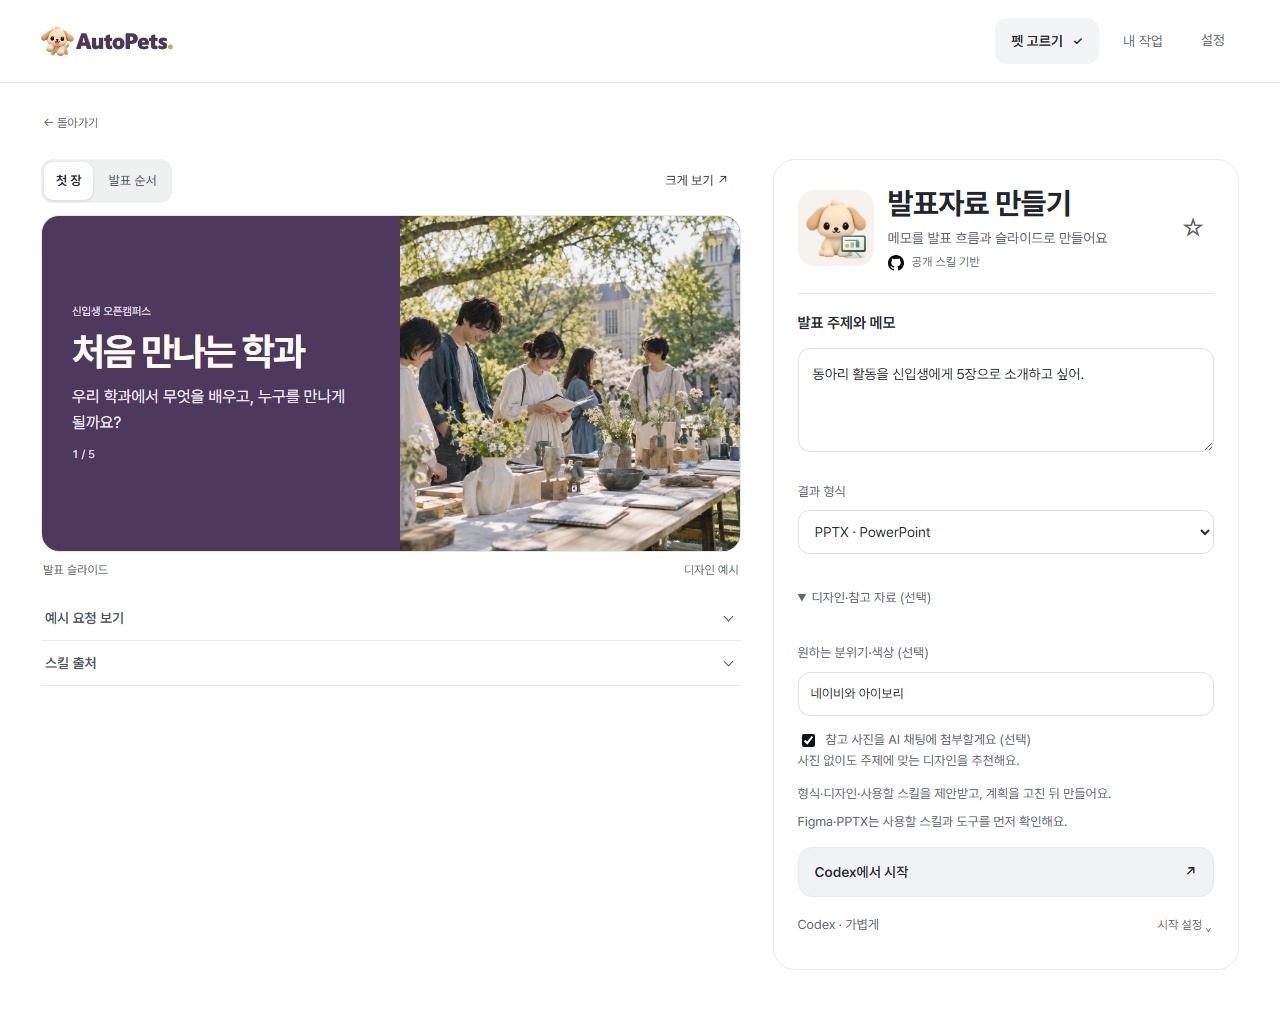 AutoPets.
펫 고르기
내 작업
설정
← 돌아가기
첫 장
발표 순서
크게 보기 ↗
신입생 오픈캠퍼스
처음 만나는 학과
우리 학과에서 무엇을 배우고, 누구를 만나게
될까요?
1 / 5
발표 슬라이드
디자인 예시
예시 요청 보기
스킬 출처
발표자료 만들기
메모를 발표 흐름과 슬라이드로 만들어요
공개 스킬 기반
발표 주제와 메모
동아리 활동을 신입생에게 5장으로 소개하고 싶어.
결과 형식
PPTX · PowerPoint
▼ 디자인·참고 자료 (선택)
원하는 분위기·색상 (선택)
네이비와 아이보리
참고 사진을 AI 채팅에 첨부할게요 (선택)
사진 없이도 주제에 맞는 디자인을 추천해요.
형식·디자인·사용할 스킬을 제안받고, 계획을 고친 뒤 만들어요.
Figma·PPTX는 사용할 스킬과 도구를 먼저 확인해요.
Codex에서 시작 ↗
Codex · 가볍게
시작 설정